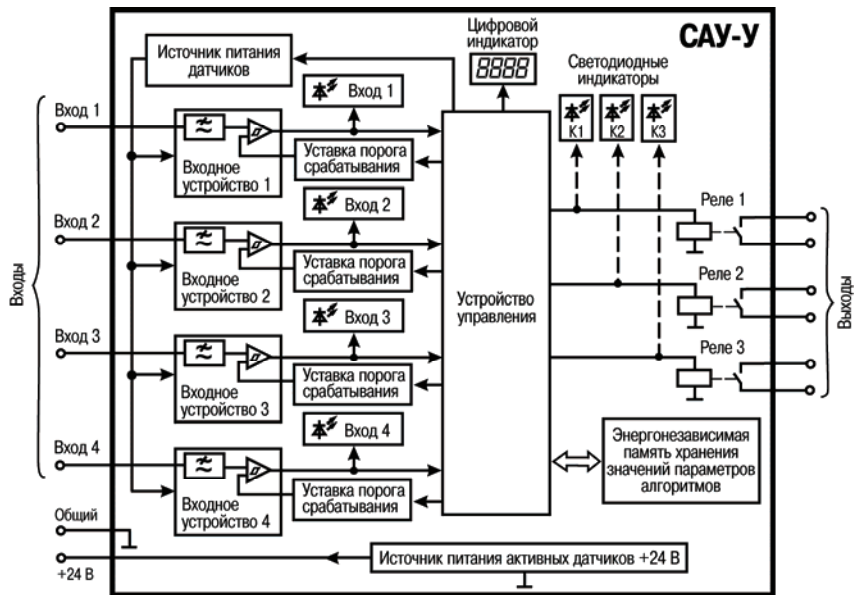 САУ-У
Источник питания
датчиков
Цифровой
индикатор
8888
Светодиодные
индикаторы
К1
К2
К3
Входы
Вход 1
Входное
устройство 1
Вход 1
Уставка порога
срабатывания
Вход 2
Входное
устройство 2
Вход 2
Уставка порога
срабатывания
Вход 3
Входное
устройство 3
Вход 3
Уставка порога
срабатывания
Вход 4
Входное
устройство 4
Вход 4
Уставка порога
срабатывания
Устройство
управления
Реле 1
Реле 2
Реле 3
Выходы
Энергонезависимая
память хранения
значений параметров
алгоритмов
Общий
+24 В
Источник питания активных датчиков +24 В